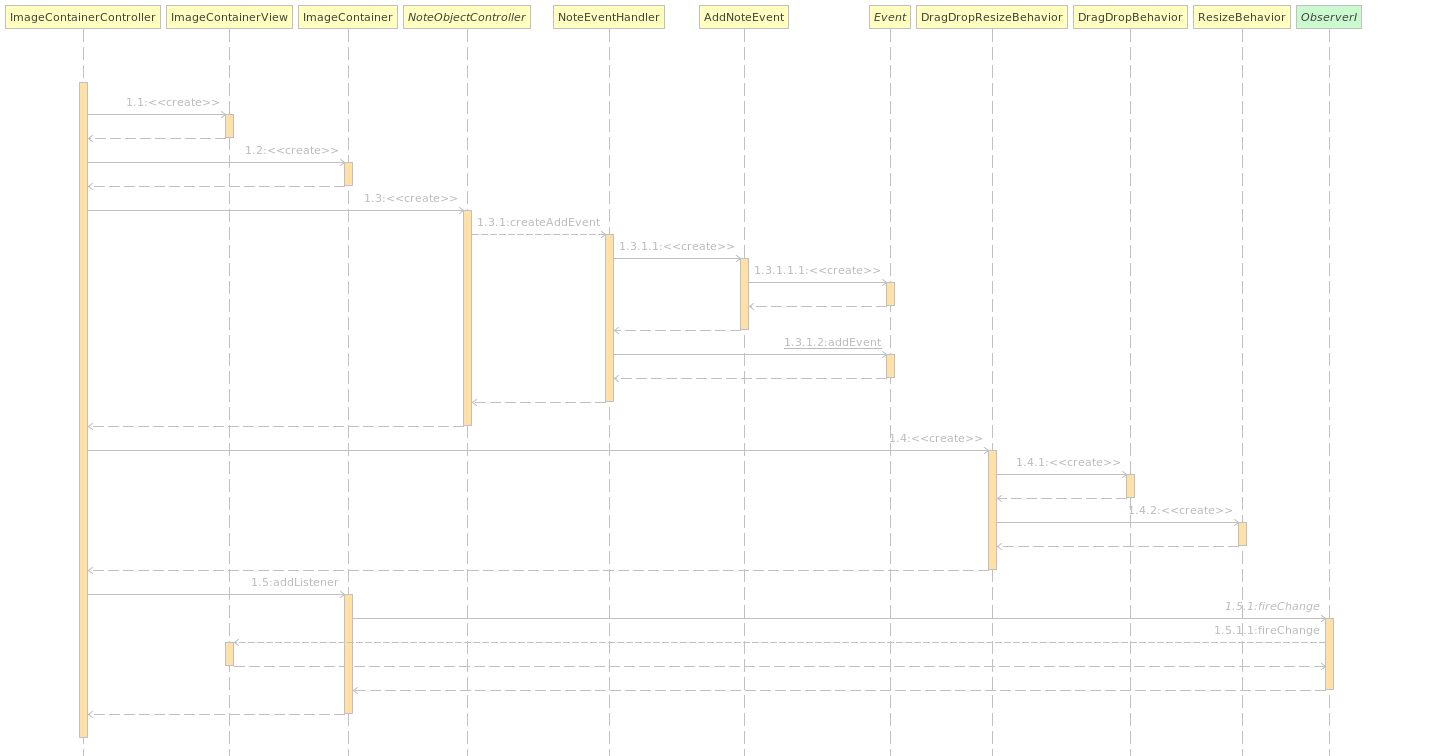 ImageContainerController
ImageContainerView
ImageContainer
NoteObjectController
NoteEventHandler
AddNoteEvent
Event
DragDropResizeBehavior
DragDropBehavior
ResizeBehavior
ObserverI
1.1:<<create>>
1.2:<<create>>
1.3:<<create>>
1.3.1:createAddEvent
1.3.1.1:<<create>>
1.3.1.1.1:<<create>>
1.3.1.2:addEvent
1.4:<<create>>
1.4.1:<<create>>
1.4.2:<<create>>
1.5:addListener
1.5.1:fireChange
1.5.1.1:fireChange